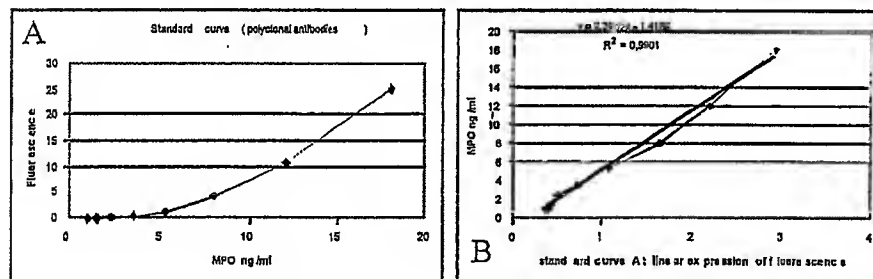 A
Standard curve (polyclonal antibodies )
30
25
20
15
10
5
0
0 5 10 15 20
Fluorescence
MPO ng/ml
B
R² = 0,9901
20
18
16
14
12
10
8
6
4
2
0
0 1 2 3 4
MPO ng/ml
standard curve A: linear expression of fluorescence